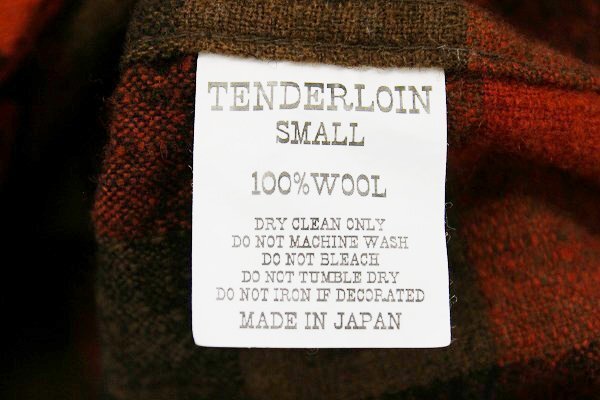 TENDERLOIN
SMALL
100%WOOL
DRY CLEAN ONLY
DO NOT MACHINE WASH
DO NOT BLEACH
DO NOT TUMBLE DRY
DO NOT IRON IF DECORATED
MADE IN JAPAN